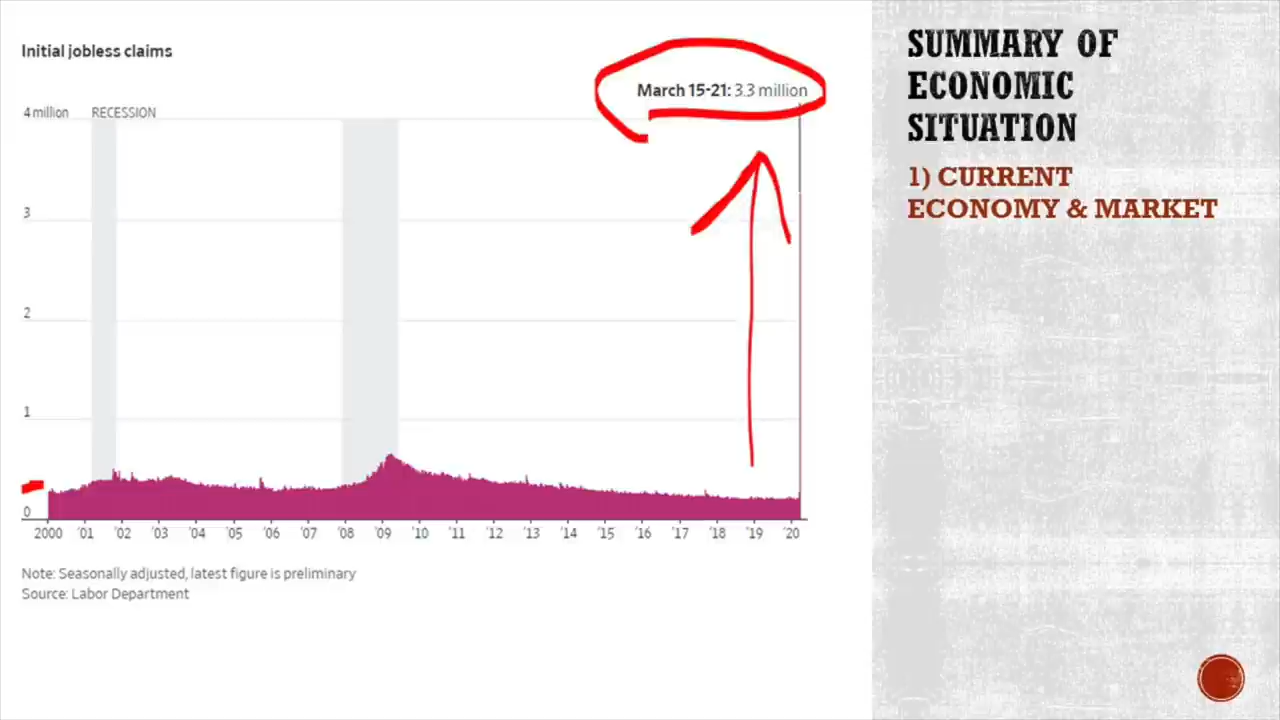 Initial jobless claims
March 15-21: 3.3 million
4 million RECESSION
3
2
1
0
2000 '01 '02 '03 '04 '05 '06 '07 '08 '09 '10 '11 '12 '13 '14 '15 '16 '17 '18 '19 '20
Note: Seasonally adjusted, latest figure is preliminary
Source: Labor Department
SUMMARY OF
ECONOMIC
SITUATION
1) CURRENT
ECONOMY & MARKET